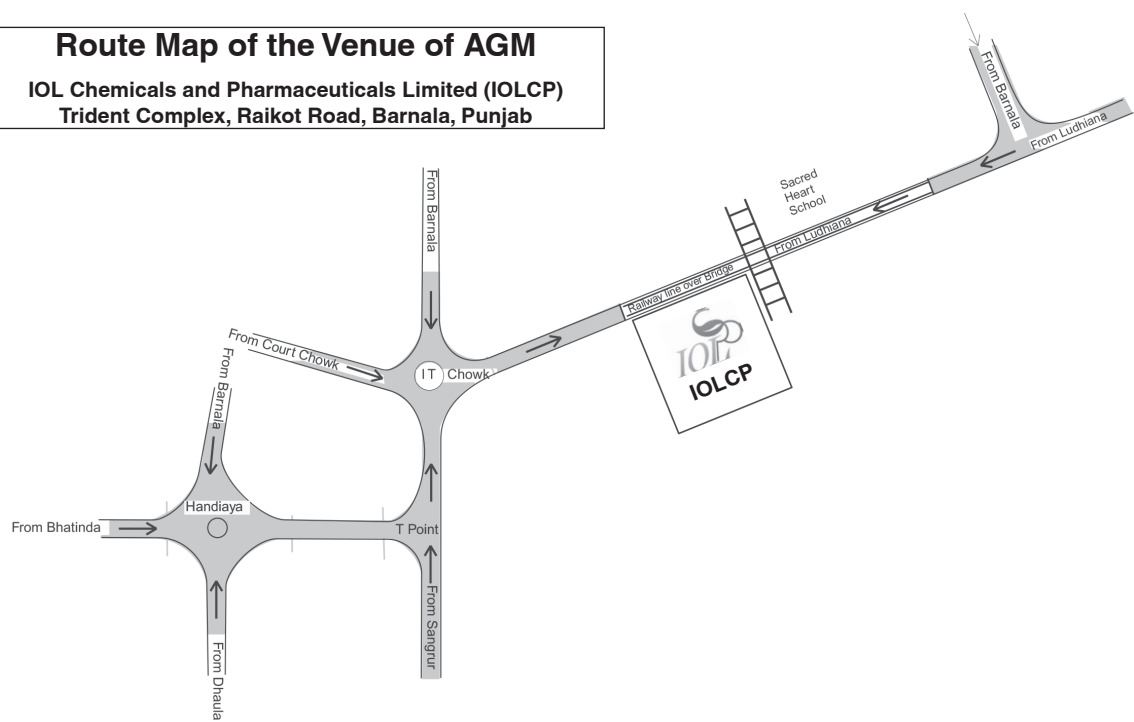 Route Map of the Venue of AGM
IOL Chemicals and Pharmaceuticals Limited (IOLCP)
Trident Complex, Raikot Road, Barnala, Punjab
From Barnala
From Ludhiana
Sacred
Heart
School
From Ludhiana
Railway line over Bridge
From Barnala
IOL
IOLCP
From Court Chowk
IT Chowk
From Barnala
Handiaya
From Bhatinda
T Point
From Sangrur
From Dhaula